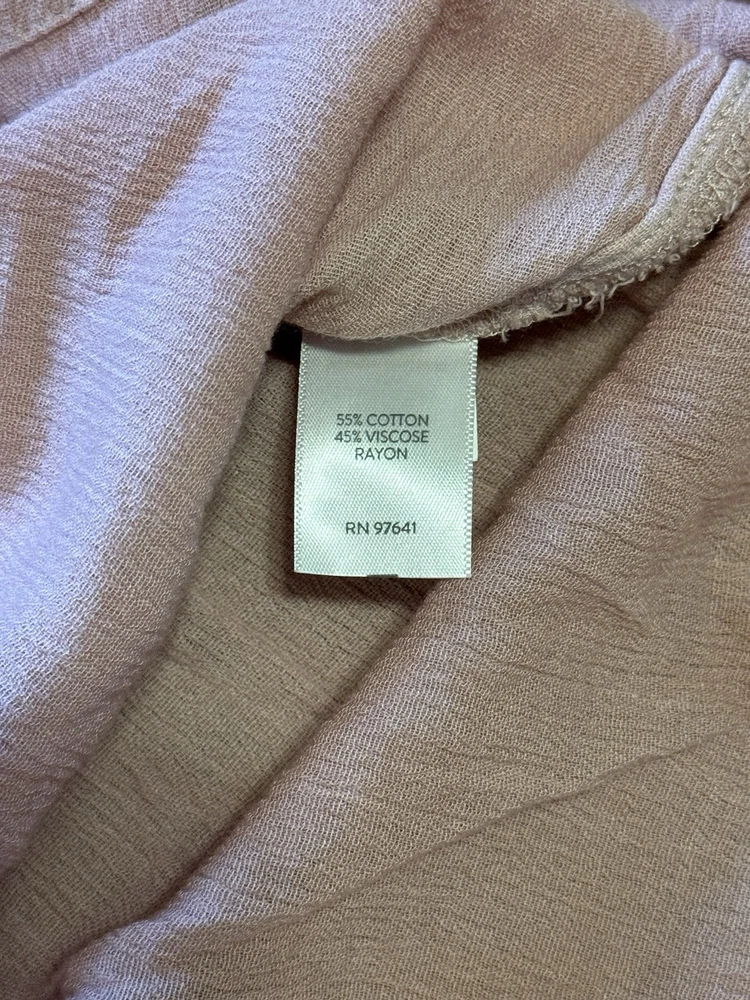 55% COTTON
45% VISCOSE
RAYON
RN 97641